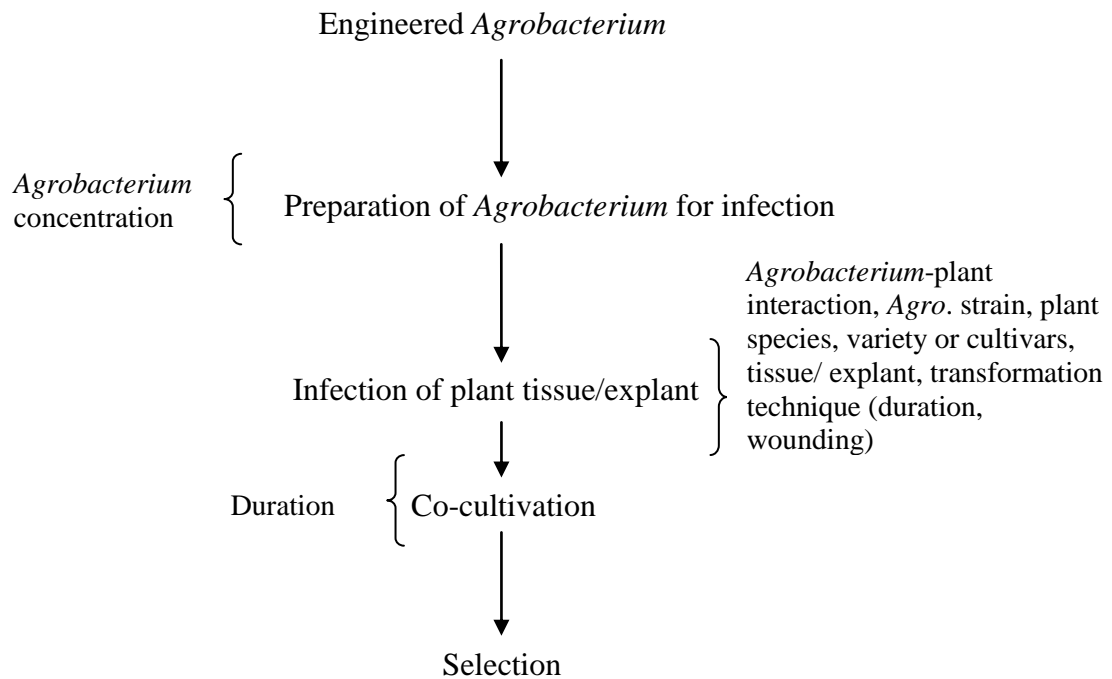 Engineered Agrobacterium
Agrobacterium
concentration
Preparation of Agrobacterium for infection
Agrobacterium-plant
interaction, Agro. strain, plant
species, variety or cultivars,
tissue/ explant, transformation
technique (duration,
wounding)
Infection of plant tissue/explant
Duration
Co-cultivation
Selection